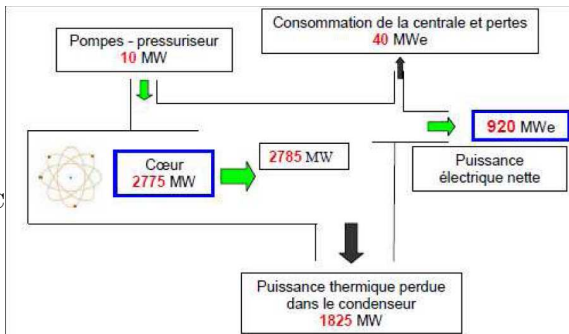 Consommation de la centrale et pertes
40 MWe
Pompes - pressuriseur
10 MW
920 MWe
Puissance
électrique nette
Cœur
2775 MW
2785 MW
C
Puissance thermique perdue
dans le condenseur
1825 MW